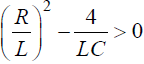 (R/L)² − 4/LC > 0